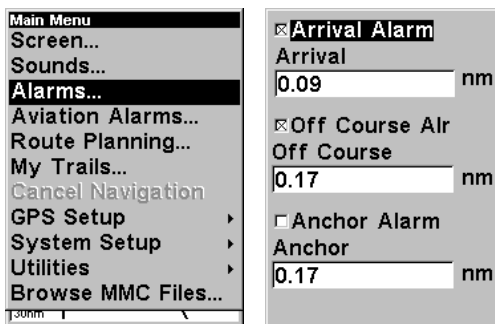 Main Menu
Screen...
Sounds...
Alarms...
Aviation Alarms...
Route Planning...
My Trails...
Cancel Navigation
GPS Setup
System Setup
Utilities
Browse MMC Files...
30nm
Arrival Alarm
Arrival
0.09 nm
Off Course Alr
Off Course
0.17 nm
Anchor Alarm
Anchor
0.17 nm